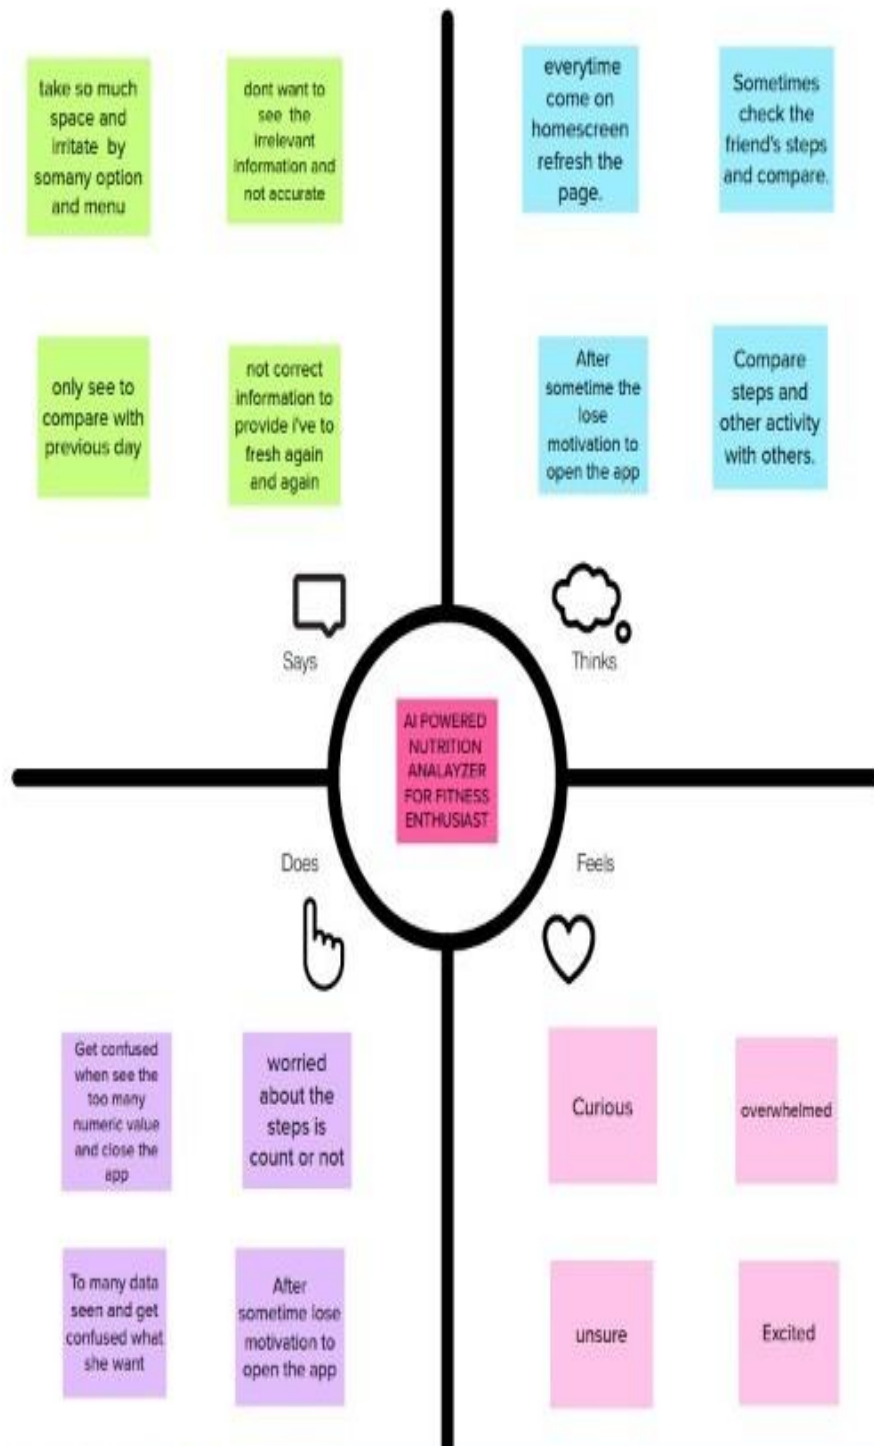 take so much
space and
irritate by
somany option
and menu
dont want to
see the
irrelevant
information and
not accurate
only see to
compare with
previous day
not correct
information to
provide i've to
fresh again
and again
Says
everytime
come on
homescreen
refresh the
page.
Sometimes
check the
friend's steps
and compare.
After
sometime the
lose
motivation to
open the app
Compare
steps and
other activity
with others.
Thinks
AI POWERED
NUTRITION
ANALAYZER
FOR FITNESS
ENTHUSIAST
Does
Get confused
when see the
too many
numeric value
and close the
app
worried
about the
steps is
count or not
To many data
seen and get
confused what
she want
After
sometime lose
motivation to
open the app
Feels
Curious
overwhelmed
unsure
Excited